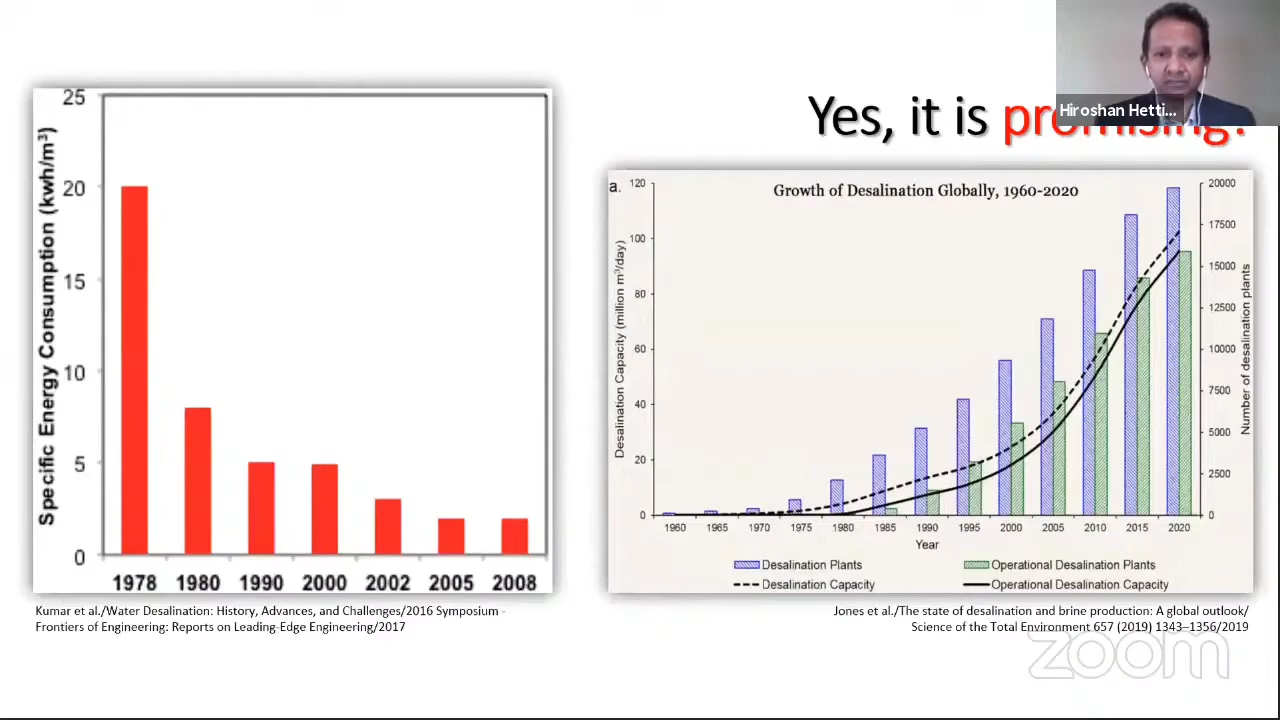 Hiroshan Hetti...
Yes, it is promising!
25
20
15
10
5
0
Specific Energy Consumption (kwh/m³)
1978 1980 1990 2000 2002 2005 2008
Kumar et al./Water Desalination: History, Advances, and Challenges/2016 Symposium -
Frontiers of Engineering: Reports on Leading-Edge Engineering/2017
a.
Growth of Desalination Globally, 1960-2020
120
100
80
60
40
20
0
Desalination Capacity (million m³/day)
20000
17500
15000
12500
10000
7500
5000
2500
0
Number of desalination plants
1960 1965 1970 1975 1980 1985 1990 1995 2000 2005 2010 2015 2020
Year
Desalination Plants Operational Desalination Plants
Desalination Capacity Operational Desalination Capacity
Jones et al./The state of desalination and brine production: A global outlook/
Science of the Total Environment 657 (2019) 1343–1356/2019
zoom